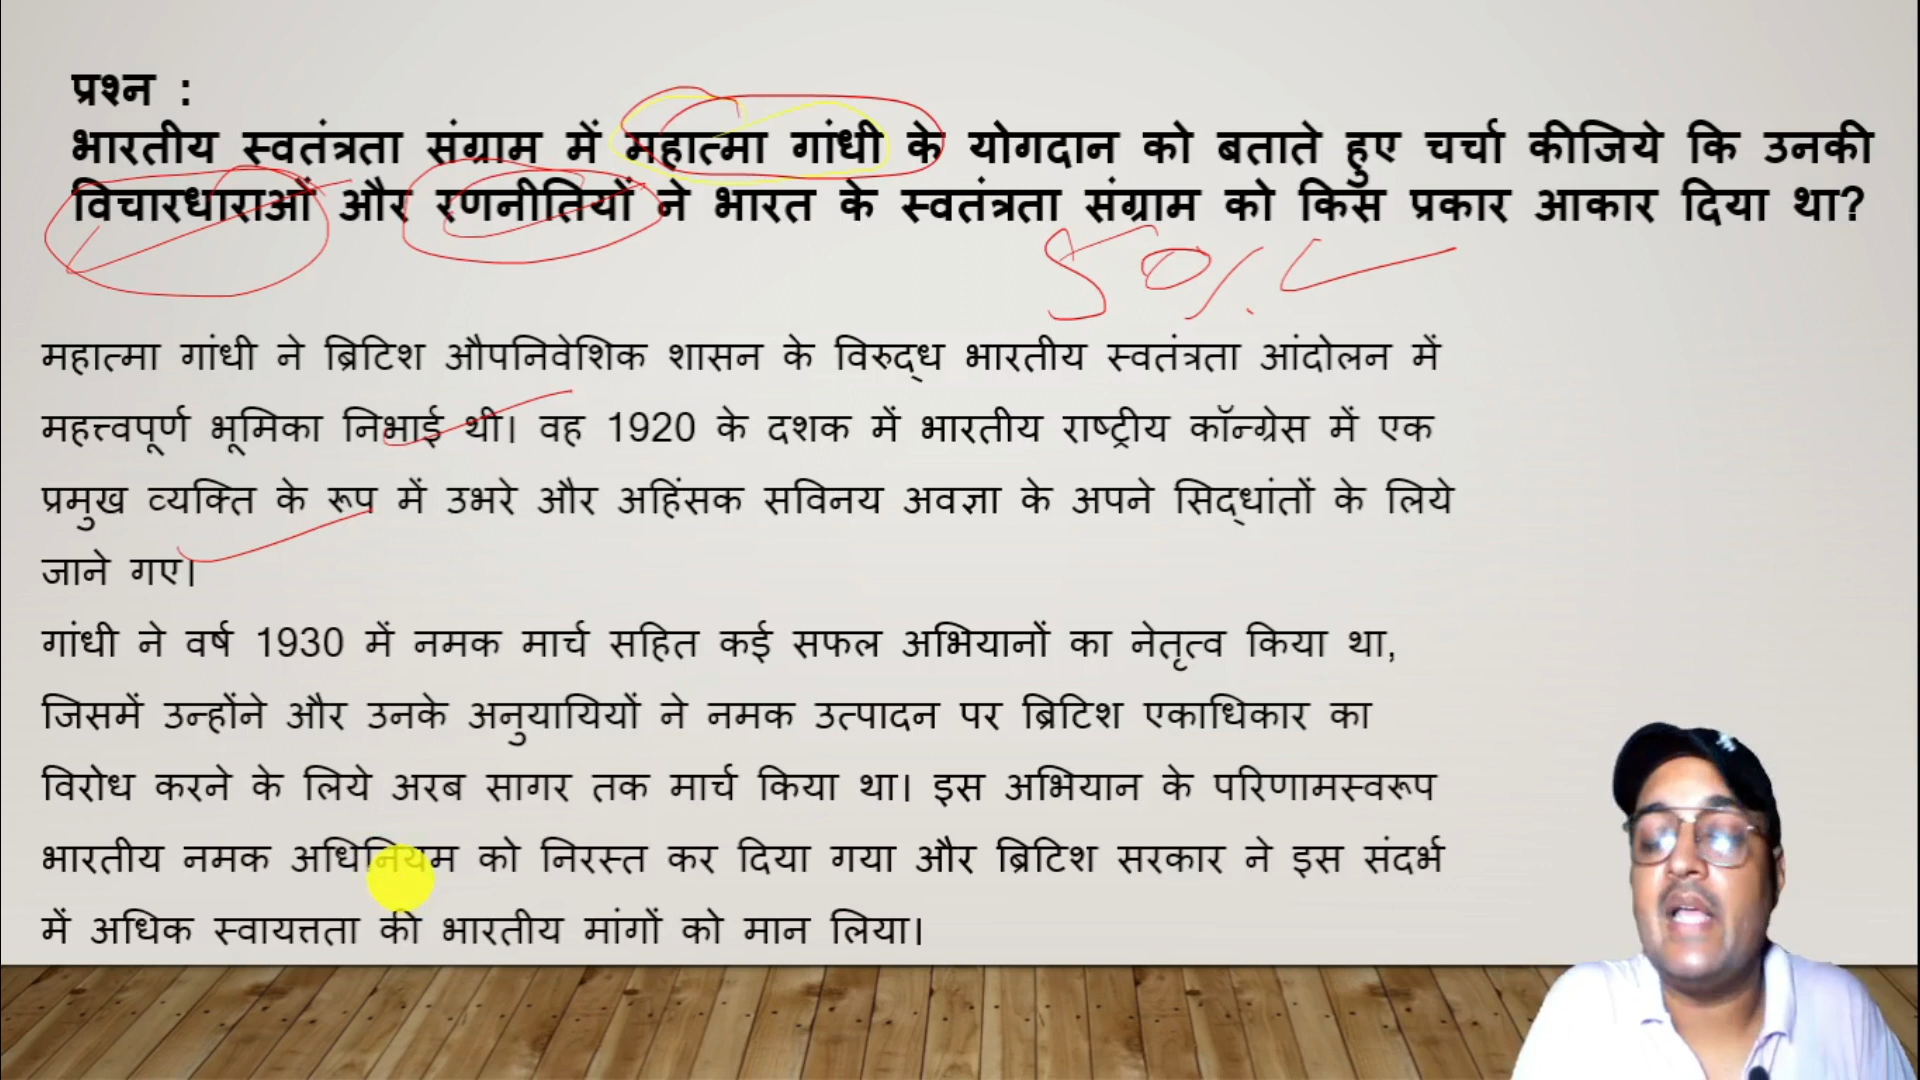 प्रश्न :
भारतीय स्वतंत्रता संग्राम में महात्मा गांधी के योगदान को बताते हुए चर्चा कीजिये कि उनकी
विचारधाराओं और रणनीतियों ने भारत के स्वतंत्रता संग्राम को किस प्रकार आकार दिया था?
50%
महात्मा गांधी ने ब्रिटिश औपनिवेशिक शासन के विरुद्ध भारतीय स्वतंत्रता आंदोलन में
महत्त्वपूर्ण भूमिका निभाई थी। वह 1920 के दशक में भारतीय राष्ट्रीय कॉन्ग्रेस में एक
प्रमुख व्यक्ति के रूप में उभरे और अहिंसक सविनय अवज्ञा के अपने सिद्धांतों के लिये
जाने गए।
गांधी ने वर्ष 1930 में नमक मार्च सहित कई सफल अभियानों का नेतृत्व किया था,
जिसमें उन्होंने और उनके अनुयायियों ने नमक उत्पादन पर ब्रिटिश एकाधिकार का
विरोध करने के लिये अरब सागर तक मार्च किया था। इस अभियान के परिणामस्वरूप
भारतीय नमक अधिनियम को निरस्त कर दिया गया और ब्रिटिश सरकार ने इस संदर्भ
में अधिक स्वायत्तता की भारतीय मांगों को मान लिया।